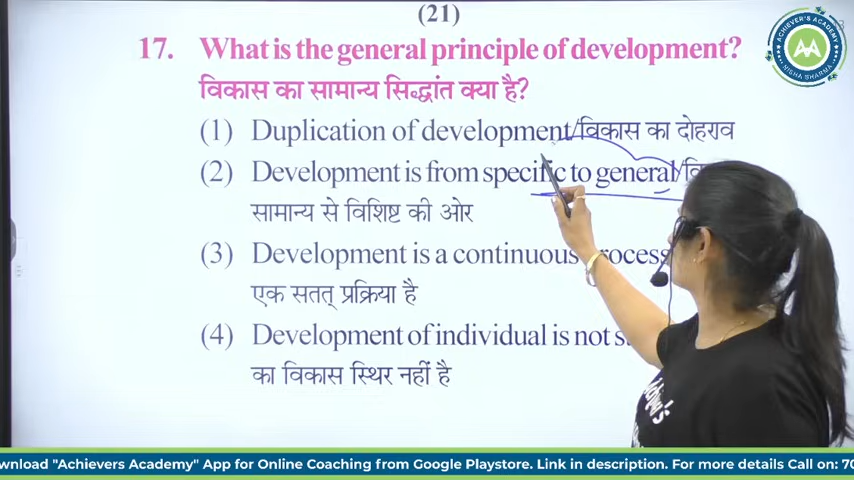 (21)
17. What is the general principle of development?
विकास का सामान्य सिद्धांत क्या है?
(1) Duplication of development/विकास का दोहराव
(2) Development is from specific to general/वि
सामान्य से विशिष्ट की ओर
(3) Development is a continuous process
एक सतत् प्रक्रिया है
(4) Development of individual is not
का विकास स्थिर नहीं है
ACHIEVER'S ACADEMY
NISHA SHARMA
wnload "Achievers Academy" App for Online Coaching from Google Playstore. Link in description. For more details Call on: 70